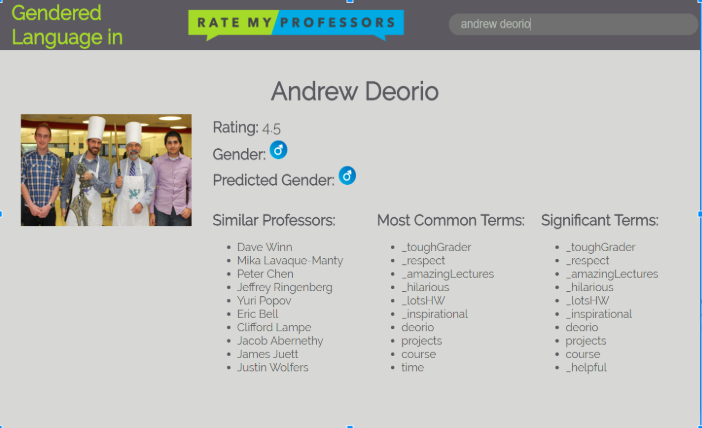 Gendered
Language in
RATE MY PROFESSORS
andrew deorio
Andrew Deorio
Rating: 4.5
Gender:
Predicted Gender:
Similar Professors:
Dave Winn
Mika Lavaque-Manty
Peter Chen
Jeffrey Ringenberg
Yuri Popov
Eric Bell
Clifford Lampe
Jacob Abernethy
James Juett
Justin Wolfers
Most Common Terms:
_toughGrader
_respect
_amazingLectures
_hilarious
_lotsHW
_inspirational
deorio
projects
course
time
Significant Terms:
_toughGrader
_respect
_amazingLectures
_hilarious
_lotsHW
_inspirational
deorio
projects
course
_helpful